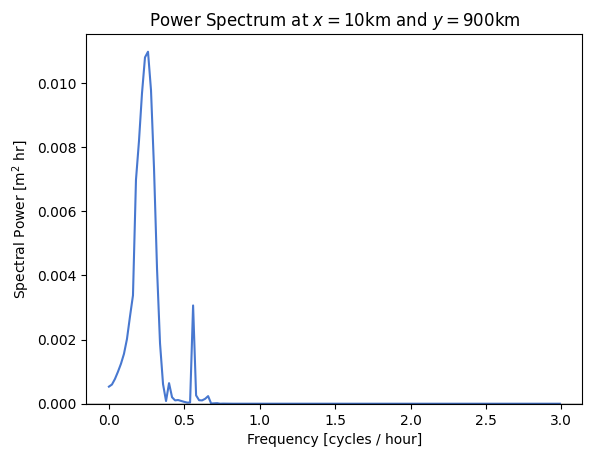 Power Spectrum at x = 10km and y = 900km
0.010
0.008
0.006
0.004
0.002
0.000
Spectral Power [m² hr]
0.0 0.5 1.0 1.5 2.0 2.5 3.0
Frequency [cycles / hour]